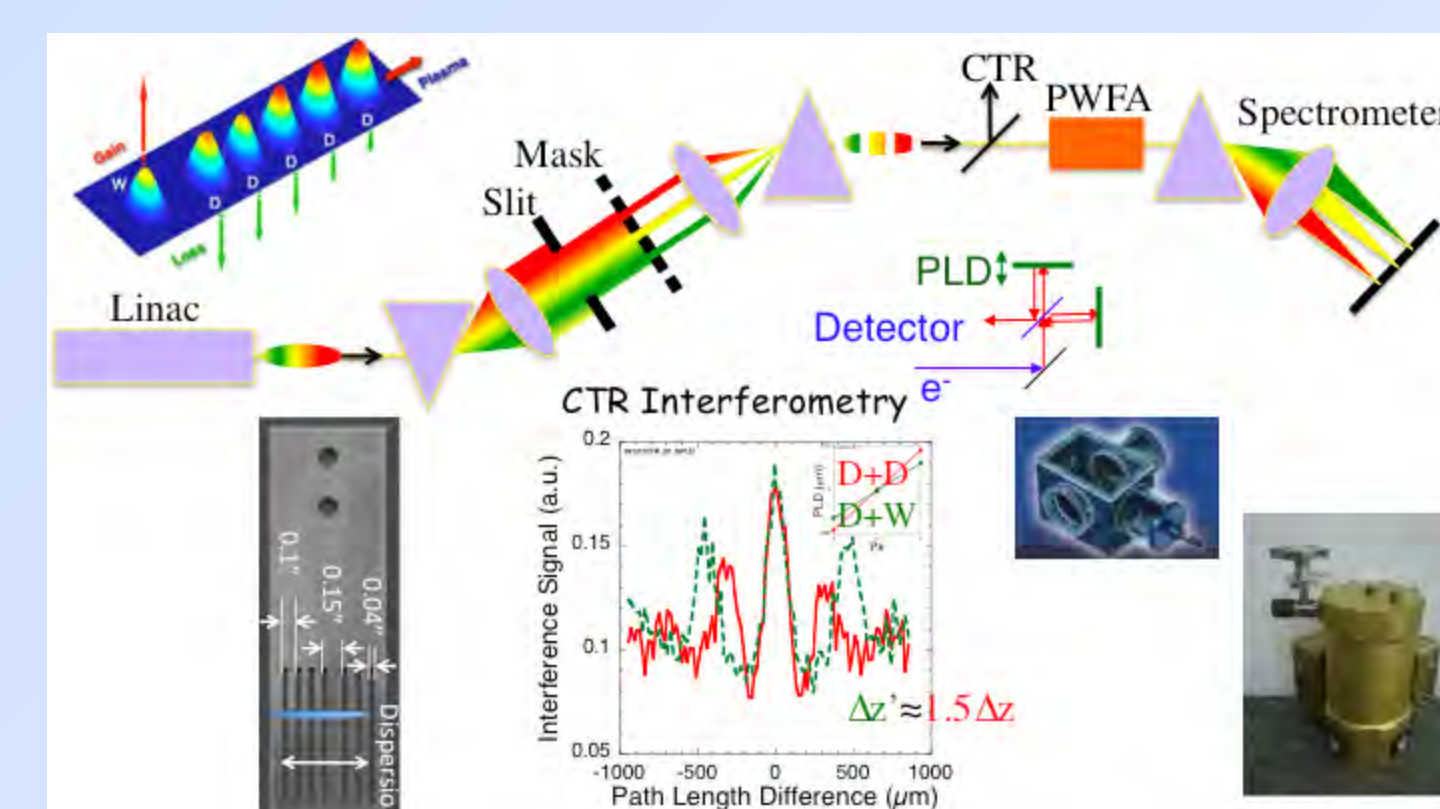 Plasma
Gain
W
D
D
D
D
D
Loss
Linac
Slit
Mask
CTR
PWFA
Spectrometer
PLD
Detector
e-
CTR Interferometry
0.1"
0.15"
0.04"
Dispersio
Interference Signal (a.u.)
0.2
0.15
0.1
0.05
PLD (µm)
D+D
D+W
Δz'≈1.5Δz
-1000 -500 0 500 1000
Path Length Difference (µm)